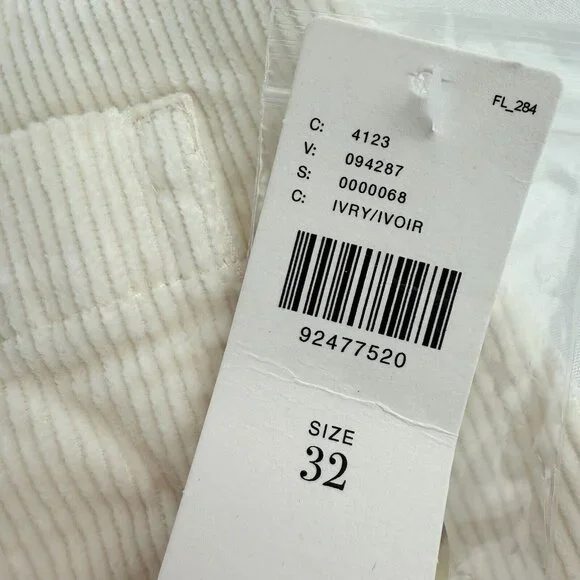 FL_284
C: 4123
V: 094287
S: 0000068
C: IVRY/IVOIR
92477520
SIZE
32